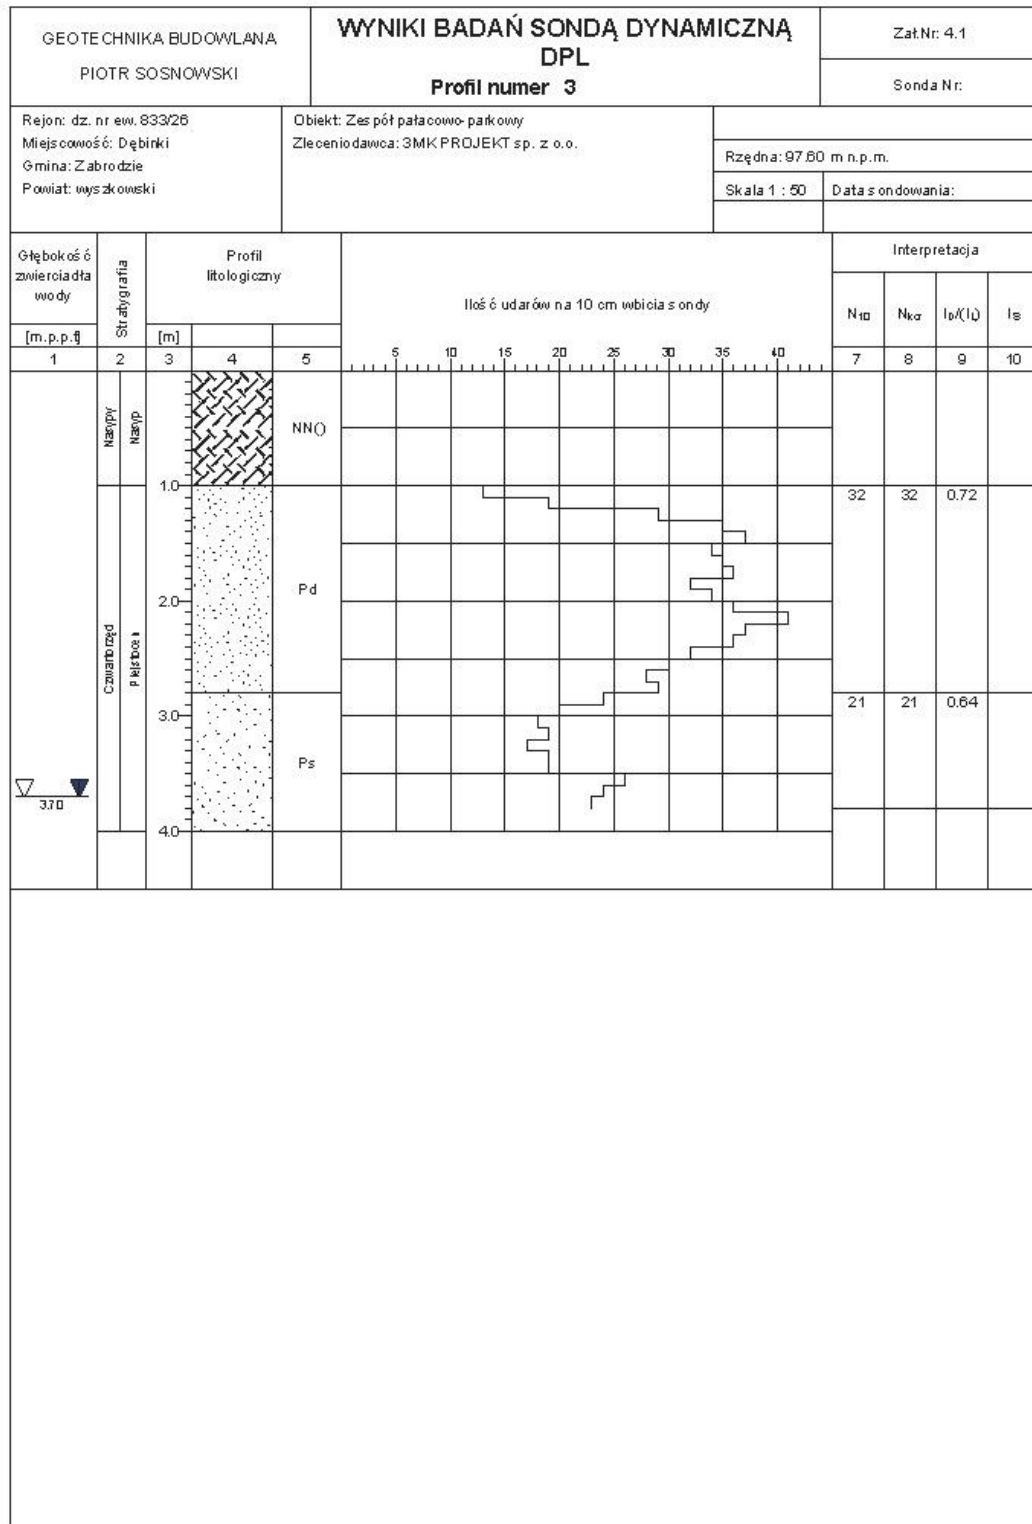 GEOTECHNIKA BUDOWLANA
PIOTR SOSNOWSKI
WYNIKI BADAŃ SONDĄ DYNAMICZNĄ
DPL
Profil numer 3
Zał.Nr: 4.1
Sonda Nr:
Rejon: dz. nr ew. 833/26
Miejscowość: Dębinki
Gmina: Zabrodzie
Powiat: wyszkowski
Obiekt: Zespół pałacowo-parkowy
Zleceniodawca: 3MK PROJEKT sp. z o.o.
Rzędna: 97.60 m n.p.m.
Skala 1 : 50
Data sondowania:
Głębokość
zwierciadła
wody
[m.p.p.t]
Stratygrafia
Profil
litologiczny
[m]
Ilość udarów na 10 cm wbicia sondy
Interpretacja
N10
Nkσ
ID/(IL)
IS
1 2 3 4 5
5 10 15 20 25 30 35 40
7 8 9 10
Nasypy
Nasyp
NN()
1.0
32 32 0.72
Pd
2.0
Czwartorzęd
Plejstocen
21 21 0.64
3.0
Ps
3.70
4.0